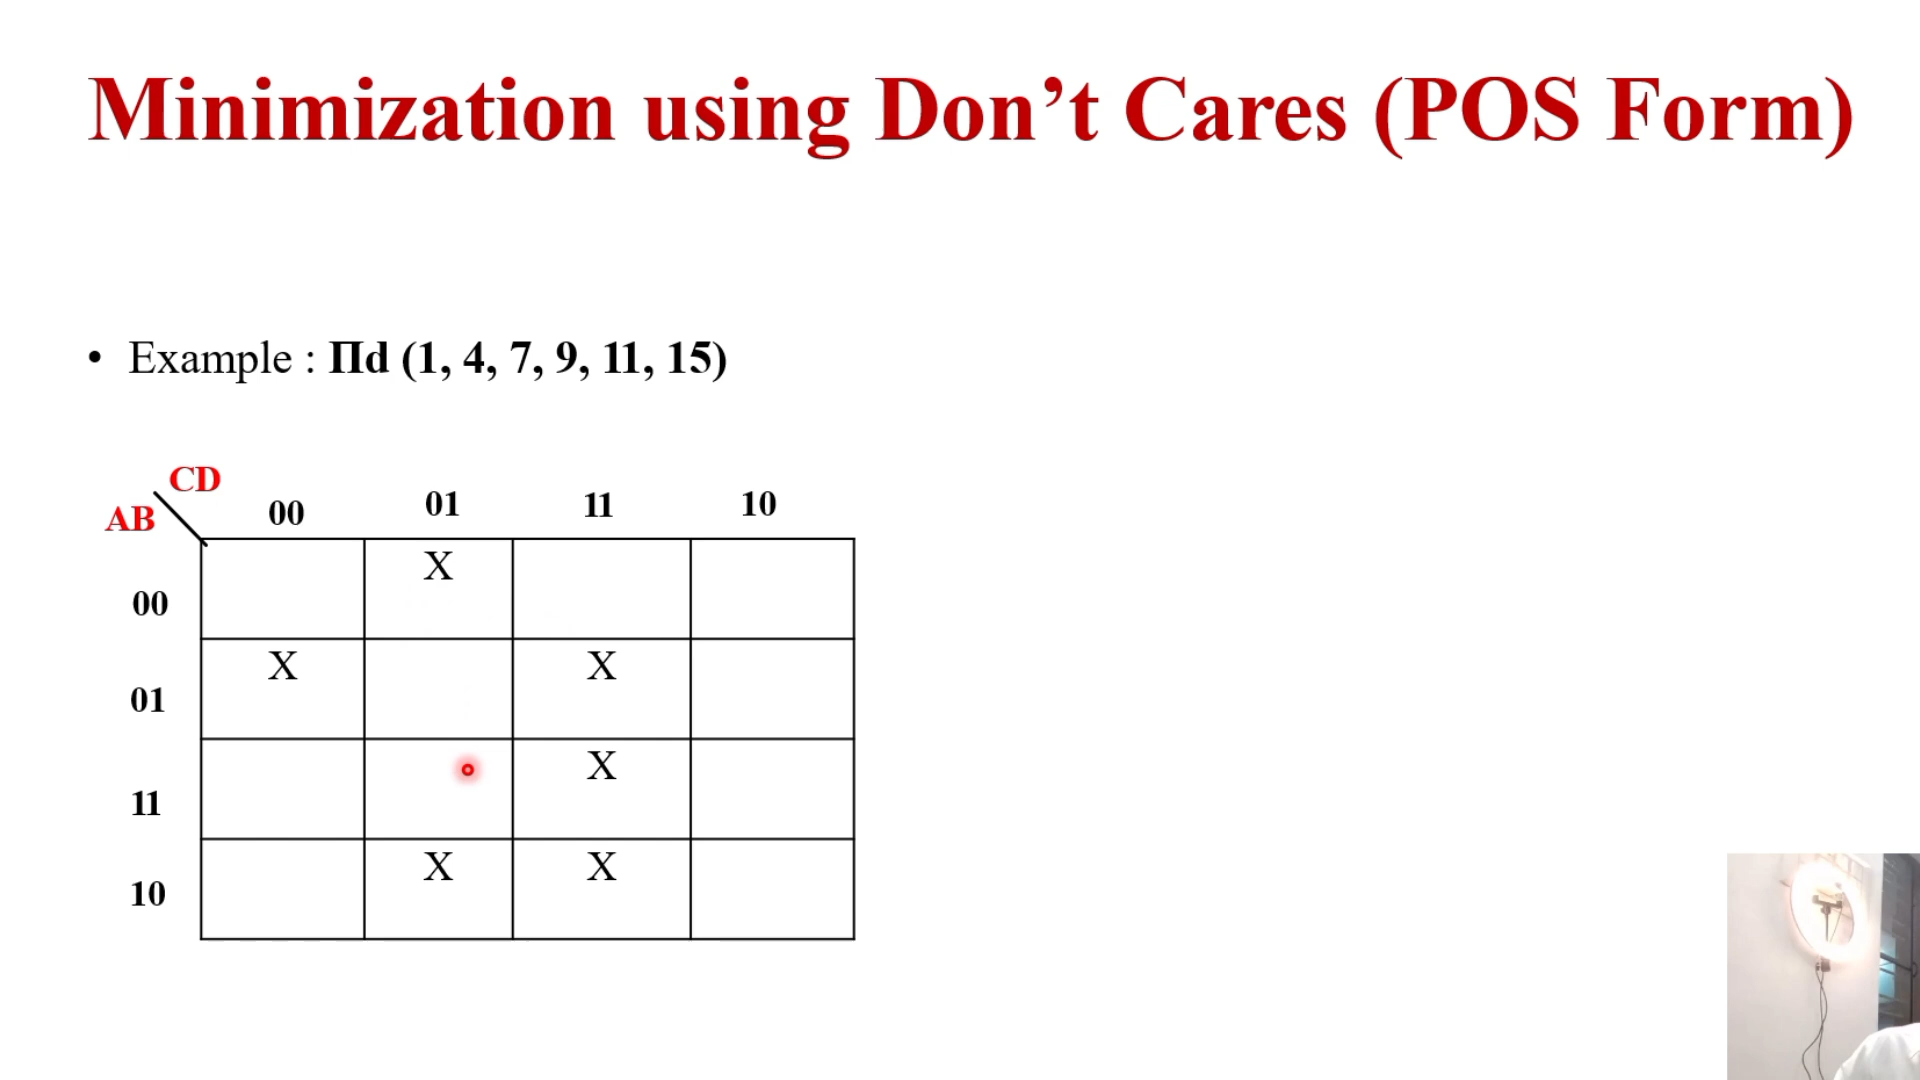 Minimization using Don’t Cares (POS Form)
• Example : Πd (1, 4, 7, 9, 11, 15)
CD
AB 00 01 11 10
00 X
01 X X
11 X
10 X X